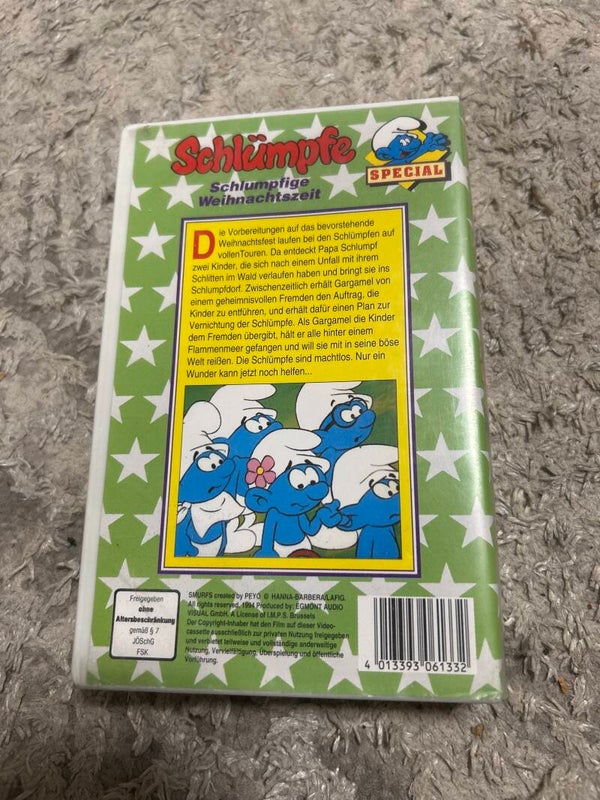 Schlümpfe
SPECIAL
Schlumpfige
Weihnachtszeit
Die Vorbereitungen auf das bevorstehende
Weihnachtsfest laufen bei den Schlümpfen auf
vollenTouren. Da entdeckt Papa Schlumpf
zwei Kinder, die sich nach einem Unfall mit ihrem
Schlitten im Wald verlaufen haben und bringt sie ins
Schlumpfdorf. Zwischenzeitlich erhält Gargamel von
einem geheimnisvollen Fremden den Auftrag, die
Kinder zu entführen, und erhält dafür einen Plan zur
Vernichtung der Schlümpfe. Als Gargamel die Kinder
dem Fremden übergibt, hält er alle hinter einem
Flammenmeer gefangen und will sie mit in seine böse
Welt reißen. Die Schlümpfe sind machtlos. Nur ein
Wunder kann jetzt noch helfen...
Freigegeben
ohne
Altersbeschränkung
gemäß § 7
JÖSchG
FSK
SMURFS created by PEYO © HANNA-BARBERA/LAFIG.
All rights reserved. 1994 Produced by: EGMONT AUDIO
VISUAL GmbH. A License of I.M.P.S. Brussels
Der Copyright-Inhaber hat den Film auf dieser Video-
cassette ausschließlich zur privaten Nutzung freigegeben
und verbietet teilweise und vollständige anderweitige
Nutzung, Vervielfältigung, Überspielung und öffentliche
Vorführung.
4 013393 061332